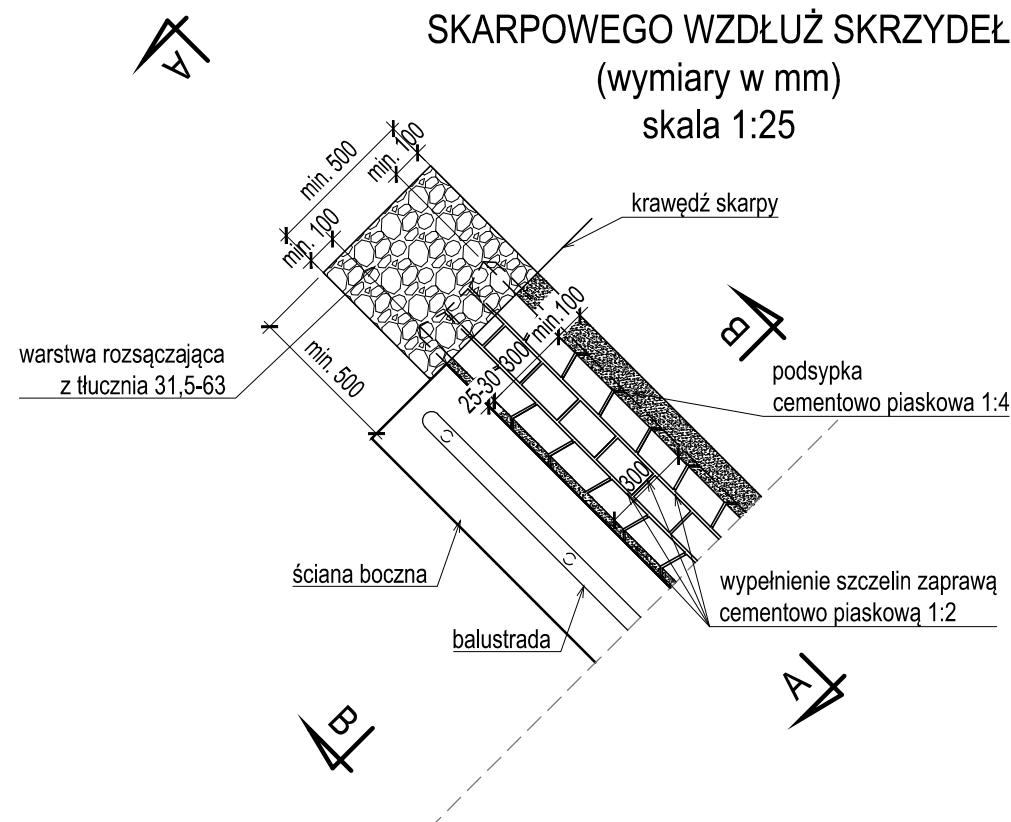 SKARPOWEGO WZDŁUŻ SKRZYDEŁ
(wymiary w mm)
skala 1:25
A
min. 500
min. 100
min. 100
krawędź skarpy
min.100
B
warstwa rozsączająca
z tłucznia 31,5-63
min. 500
300
25-30
podsypka
cementowo piaskowa 1:4
300
ściana boczna
wypełnienie szczelin zaprawą
cementowo piaskową 1:2
balustrada
A
B